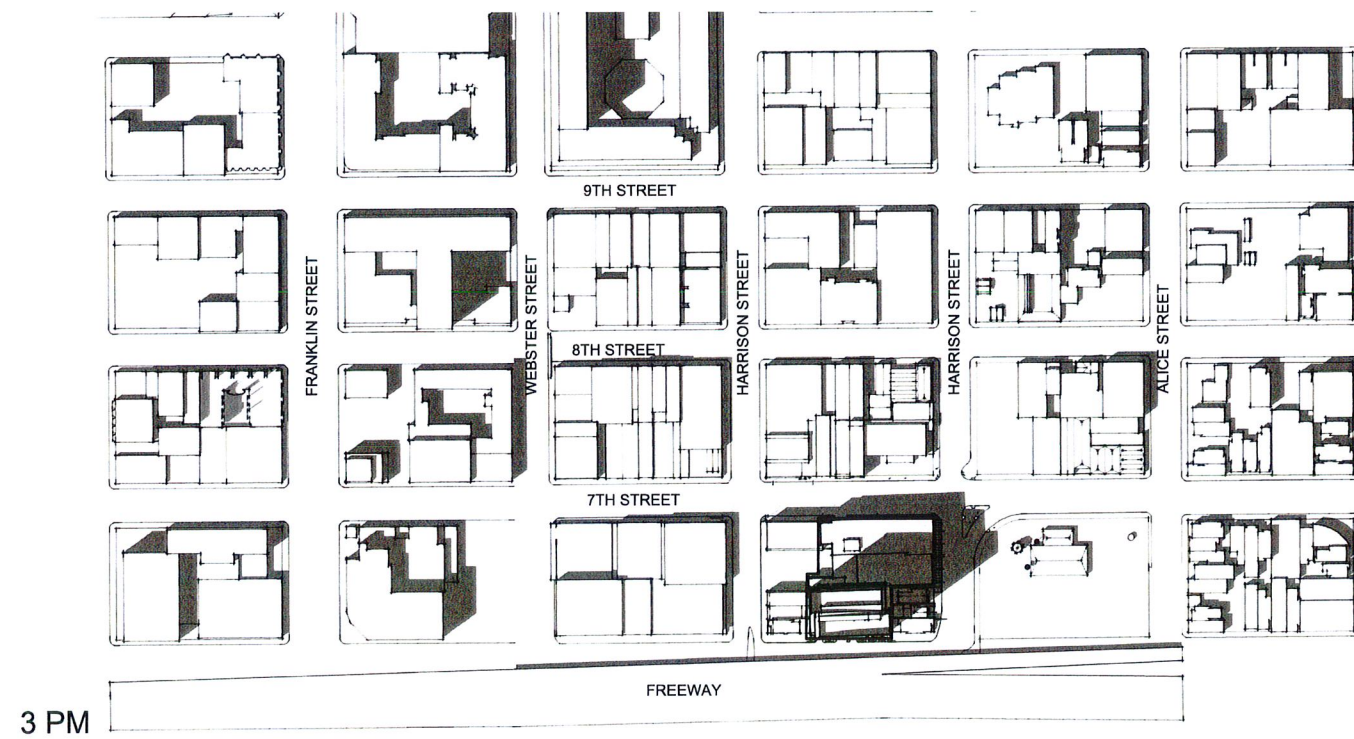 9TH STREET
FRANKLIN STREET
WEBSTER STREET
HARRISON STREET
HARRISON STREET
ALICE STREET
8TH STREET
7TH STREET
FREEWAY
3 PM